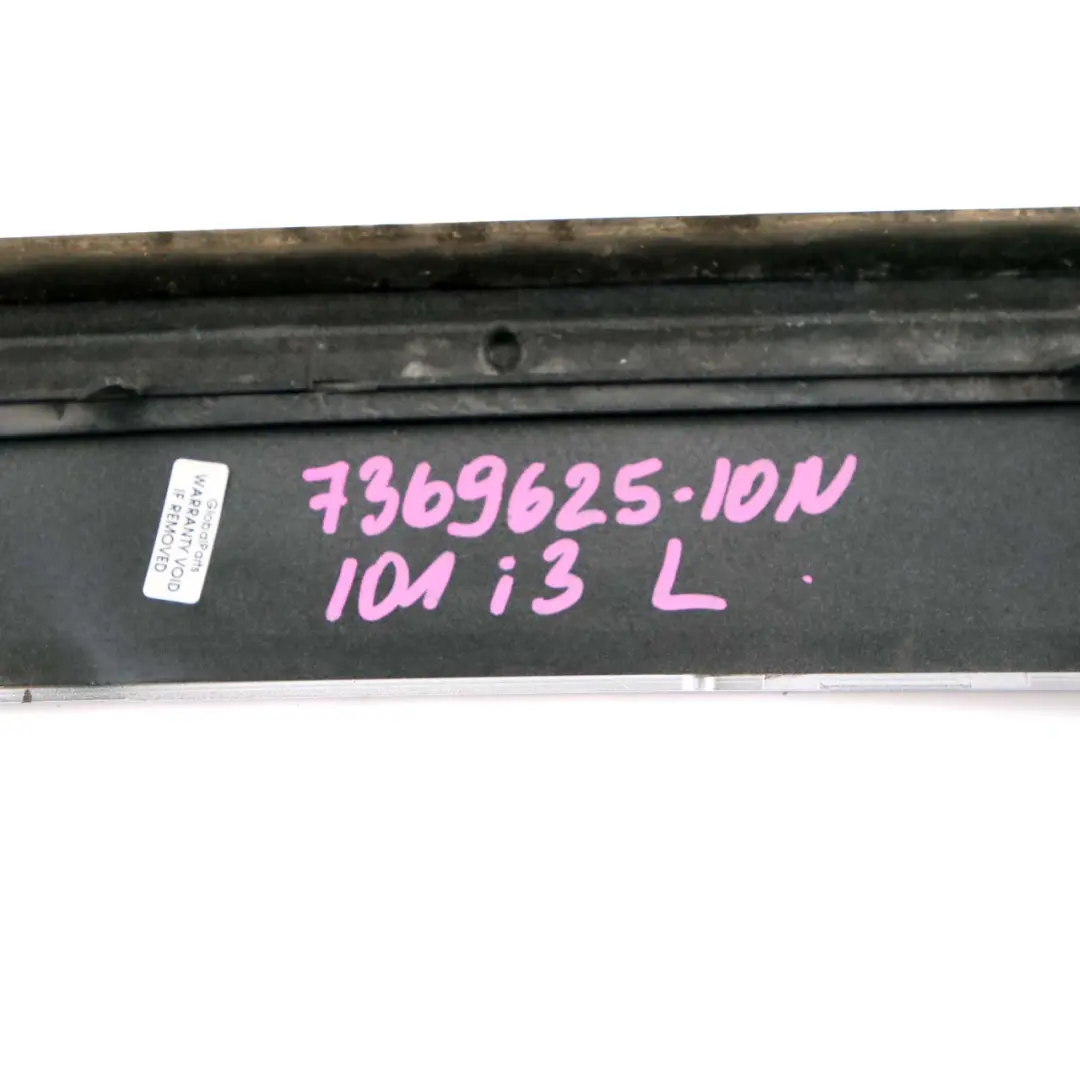 GlobalParts
WARRANTY VOID
IF REMOVED
7369625-10N
101 i3 L